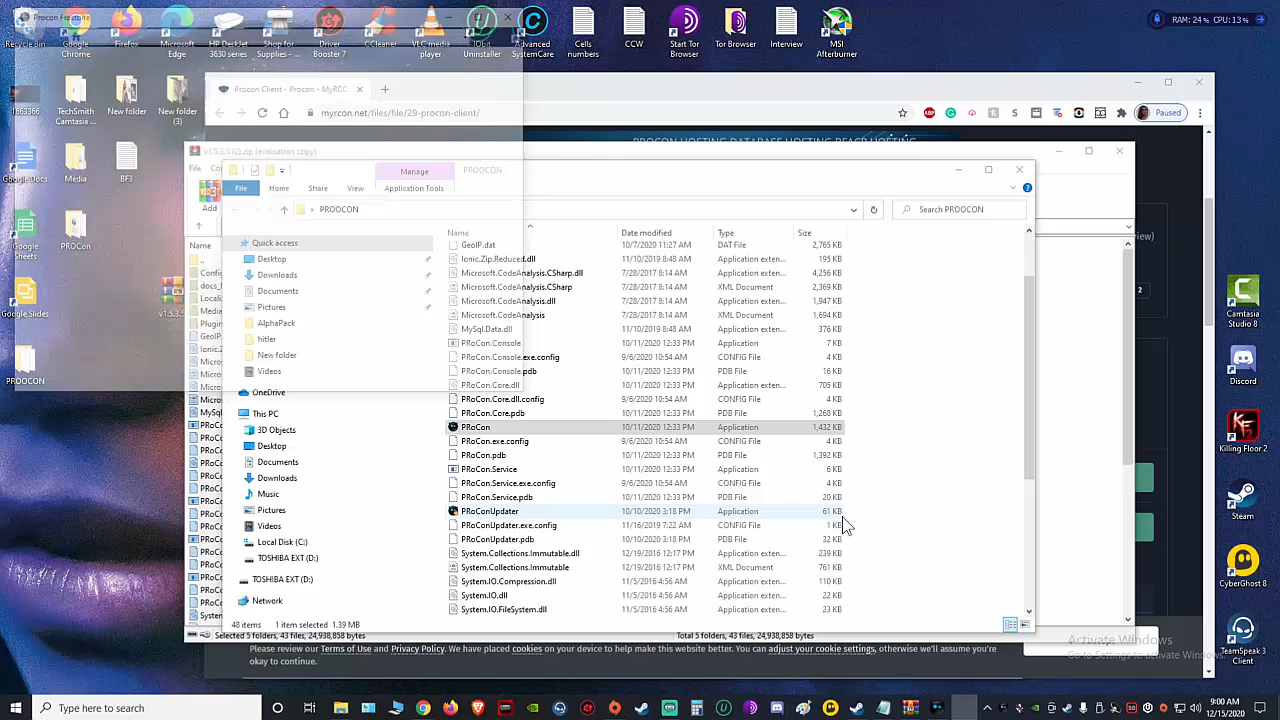 Procon Frostbite
RAM: 24 % CPU: 13 %
Recycle Bin
Google Chrome
Firefox
Microsoft Edge
HP DeskJet 3630 series
Shop for Supplies - ...
Driver Booster 7
CCleaner
VLC media player
IObit Uninstaller
Advanced SystemCare
Cells numbers
CCW
Start Tor Browser
Tor Browser
Interview
MSI Afterburner
1663366
TechSmith Camtasia ...
New folder
New folder (3)
Google Docs
Media
BF3
Google Sheets
PROCon
Google Slides
v1.5.3.
PROOCON
Procon Client - Procon - MyRCC
myrcon.net/files/file/29-procon-client/
Paused
PROCON HOSTING DATABASE HOSTING BFACP HOSTING
v1.5.3.5 (2).zip (evaluation copy)
File
Add
Name
..
Manage
PROOCON
File Home Share View Application Tools
PROOCON
Search PROOCON
Name Date modified Type Size
Quick access
Desktop
Downloads
Documents
Pictures
AlphaPack
hitler
New folder
Videos
OneDrive
This PC
3D Objects
Desktop
Documents
Downloads
Music
Pictures
Videos
Local Disk (C:)
TOSHIBA EXT (D:)
TOSHIBA EXT (D:)
Network
GeoIP.dat 10/7/2020 11:27 AM DAT File 2,765 KB
Ionic.Zip.Reduced.dll 11/10/2019 8:48 AM Application exten... 195 KB
Microsoft.CodeAnalysis.CSharp.dll 7/28/2017 8:14 AM Application exten... 4,256 KB
Microsoft.CodeAnalysis.CSharp 7/28/2017 8:14 AM XML Document 2,369 KB
Microsoft.CodeAnalysis.dll 7/28/2017 8:14 AM Application exten... 1,947 KB
Microsoft.CodeAnalysis 7/28/2017 8:14 AM XML Document 1,694 KB
MySql.Data.dll 11/10/2019 8:48 AM Application exten... 376 KB
PRoCon.Console 10/11/2020 12:33 PM Application 7 KB
PRoCon.Console.exe.config 9/6/2020 10:54 AM CONFIG File 4 KB
PRoCon.Console.pdb 10/11/2020 12:33 PM PDB File 16 KB
PRoCon.Core.dll 10/11/2020 12:33 PM Application exten... 705 KB
PRoCon.Core.dll.config 9/6/2020 10:54 AM CONFIG File 4 KB
PRoCon.Core.pdb 10/11/2020 12:33 PM PDB File 1,268 KB
PRoCon 10/11/2020 12:33 PM Application 1,432 KB
PRoCon.exe.config 9/6/2020 10:54 AM CONFIG File 4 KB
PRoCon.pdb 10/11/2020 12:33 PM PDB File 1,392 KB
PRoCon.Service 10/11/2020 12:33 PM Application 6 KB
PRoCon.Service.exe.config 9/6/2020 10:54 AM CONFIG File 4 KB
PRoCon.Service.pdb 10/11/2020 12:33 PM PDB File 20 KB
PRoConUpdater 10/10/2020 3:18 PM Application 61 KB
PRoConUpdater.exe.config 11/16/2019 7:22 AM CONFIG File 1 KB
PRoConUpdater.pdb 10/10/2020 3:18 PM PDB File 32 KB
System.Collections.Immutable.dll 12/19/2016 12:17 PM Application exten... 239 KB
System.Collections.Immutable 12/19/2016 12:17 PM XML Document 761 KB
System.IO.Compression.dll 11/5/2016 4:56 AM Application exten... 110 KB
System.IO.dll 11/5/2016 4:56 AM Application exten... 22 KB
System.IO.FileSystem.dll 11/5/2016 4:56 AM Application exten... 23 KB
48 items 1 item selected 1.39 MB
Selected 5 folders, 43 files, 24,938,858 bytes
Total 5 folders, 43 files, 24,938,858 bytes
Please review our Terms of Use and Privacy Policy. We have placed cookies on your device to help make this website better. You can adjust your cookie settings, otherwise we'll assume you're
okay to continue.
Camtasia Studio 8
Discord
Killing Floor 2
Steam
CyberGhost 8
TeamSpeak 3 Client
Activate Windows
Go to Settings to activate Windows.
Type here to search
9:00 AM
12/15/2020